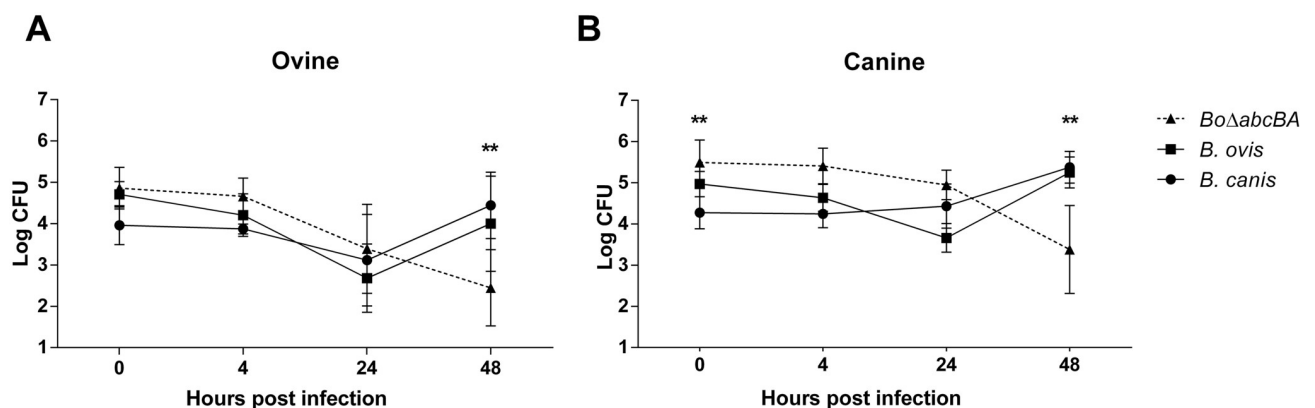 A
Ovine
7
6
5
4
3
2
1
Log CFU
**
0 4 24 48
Hours post infection
B
Canine
7
6
5
4
3
2
1
Log CFU
** **
0 4 24 48
Hours post infection
BoΔabcBA
B. ovis
B. canis